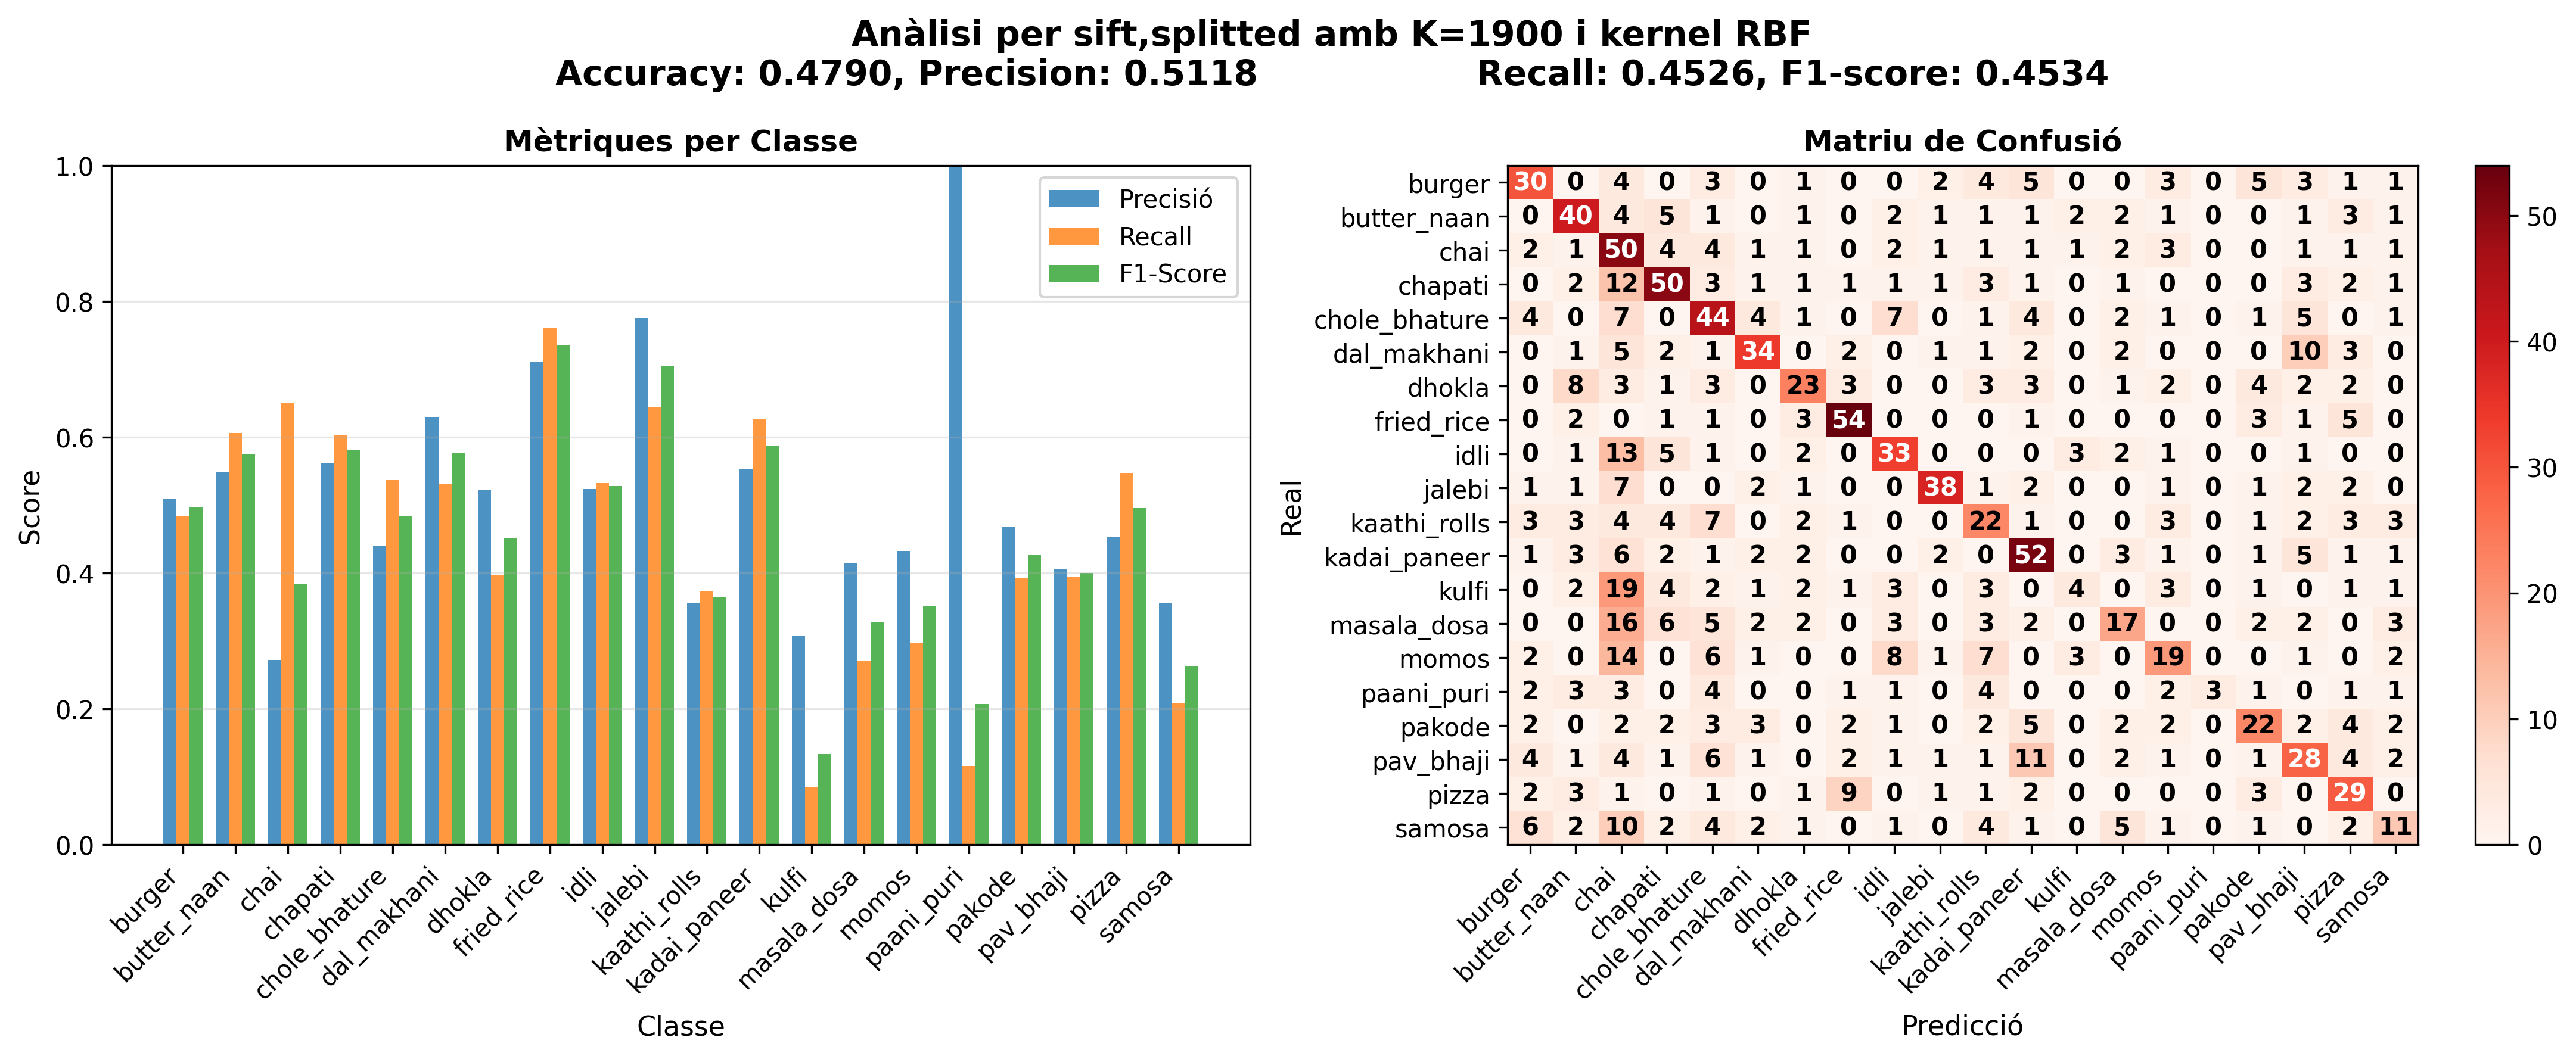 Anàlisi per sift,splitted amb K=1900 i kernel RBF
Accuracy: 0.4790, Precision: 0.5118 Recall: 0.4526, F1-score: 0.4534
Mètriques per Classe
Score
1.0
0.8
0.6
0.4
0.2
0.0
Precisió
Recall
F1-Score
burger
butter_naan
chai
chapati
chole_bhature
dal_makhani
dhokla
fried_rice
idli
jalebi
kaathi_rolls
kadai_paneer
kulfi
masala_dosa
momos
paani_puri
pakode
pav_bhaji
pizza
samosa
Classe
Matriu de Confusió
Real
burger 30 0 4 0 3 0 1 0 0 2 4 5 0 0 3 0 5 3 1 1
butter_naan 0 40 4 5 1 0 1 0 2 1 1 1 2 2 1 0 0 1 3 1
chai 2 1 50 4 4 1 1 0 2 1 1 1 1 2 3 0 0 1 1 1
chapati 0 2 12 50 3 1 1 1 1 1 3 1 0 1 0 0 0 3 2 1
chole_bhature 4 0 7 0 44 4 1 0 7 0 1 4 0 2 1 0 1 5 0 1
dal_makhani 0 1 5 2 1 34 0 2 0 1 1 2 0 2 0 0 0 10 3 0
dhokla 0 8 3 1 3 0 23 3 0 0 3 3 0 1 2 0 4 2 2 0
fried_rice 0 2 0 1 1 0 3 54 0 0 0 1 0 0 0 0 3 1 5 0
idli 0 1 13 5 1 0 2 0 33 0 0 0 3 2 1 0 0 1 0 0
jalebi 1 1 7 0 0 2 1 0 0 38 1 2 0 0 1 0 1 2 2 0
kaathi_rolls 3 3 4 4 7 0 2 1 0 0 22 1 0 0 3 0 1 2 3 3
kadai_paneer 1 3 6 2 1 2 2 0 0 2 0 52 0 3 1 0 1 5 1 1
kulfi 0 2 19 4 2 1 2 1 3 0 3 0 4 0 3 0 1 0 1 1
masala_dosa 0 0 16 6 5 2 2 0 3 0 3 2 0 17 0 0 2 2 0 3
momos 2 0 14 0 6 1 0 0 8 1 7 0 3 0 19 0 0 1 0 2
paani_puri 2 3 3 0 4 0 0 1 1 0 4 0 0 0 2 3 1 0 1 1
pakode 2 0 2 2 3 3 0 2 1 0 2 5 0 2 2 0 22 2 4 2
pav_bhaji 4 1 4 1 6 1 0 2 1 1 1 11 0 2 1 0 1 28 4 2
pizza 2 3 1 0 1 0 1 9 0 1 1 2 0 0 0 0 3 0 29 0
samosa 6 2 10 2 4 2 1 0 1 0 4 1 0 5 1 0 1 0 2 11
burger
butter_naan
chai
chapati
chole_bhature
dal_makhani
dhokla
fried_rice
idli
jalebi
kaathi_rolls
kadai_paneer
kulfi
masala_dosa
momos
paani_puri
pakode
pav_bhaji
pizza
samosa
Predicció
50
40
30
20
10
0